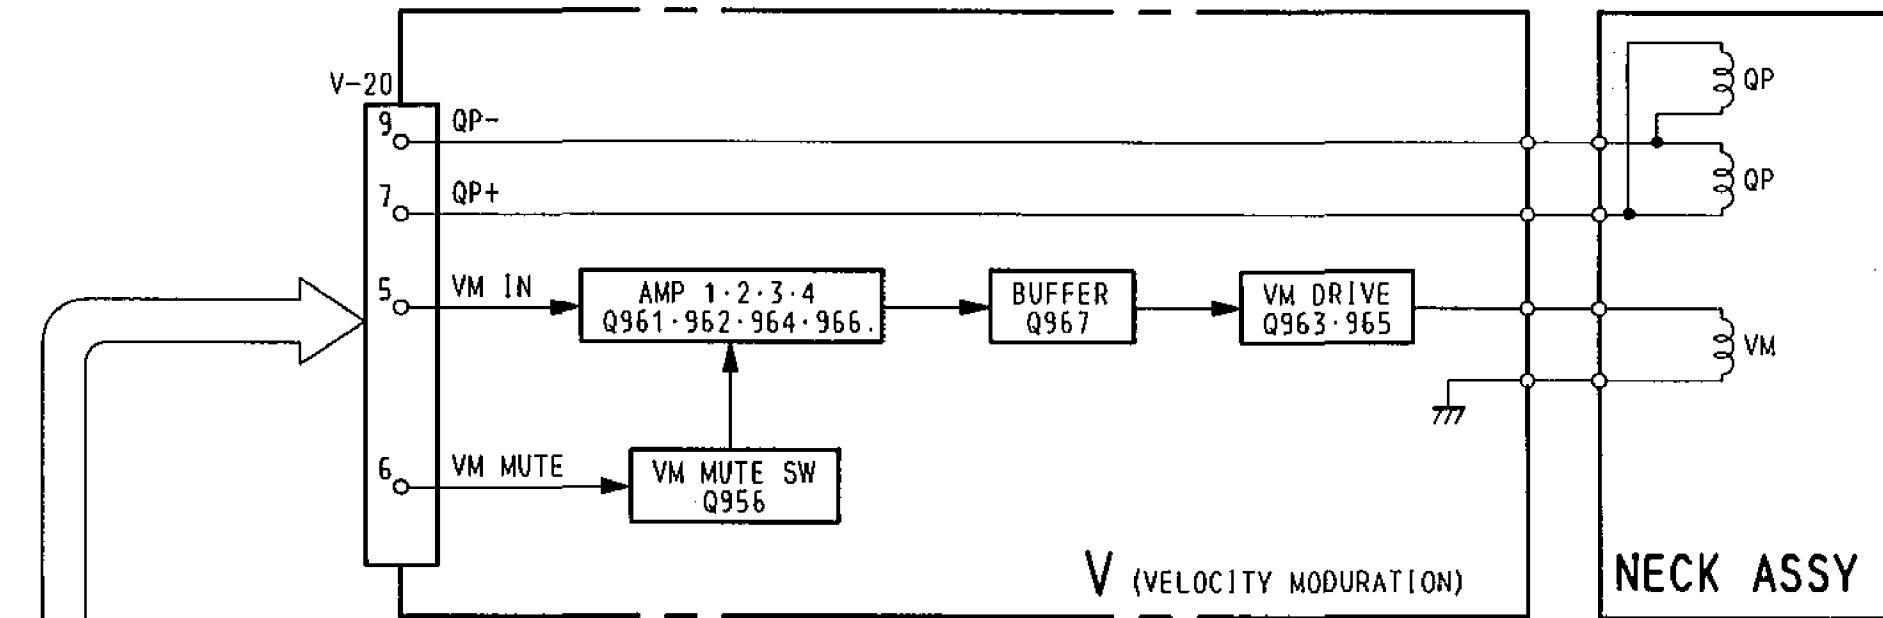 V-20
9 QP-
QP
7 QP+
QP
5 VM IN
AMP 1·2·3·4
Q961·962·964·966.
BUFFER
Q967
VM DRIVE
Q963·965
VM
6 VM MUTE
VM MUTE SW
Q956
V (VELOCITY MODURATION)
NECK ASSY